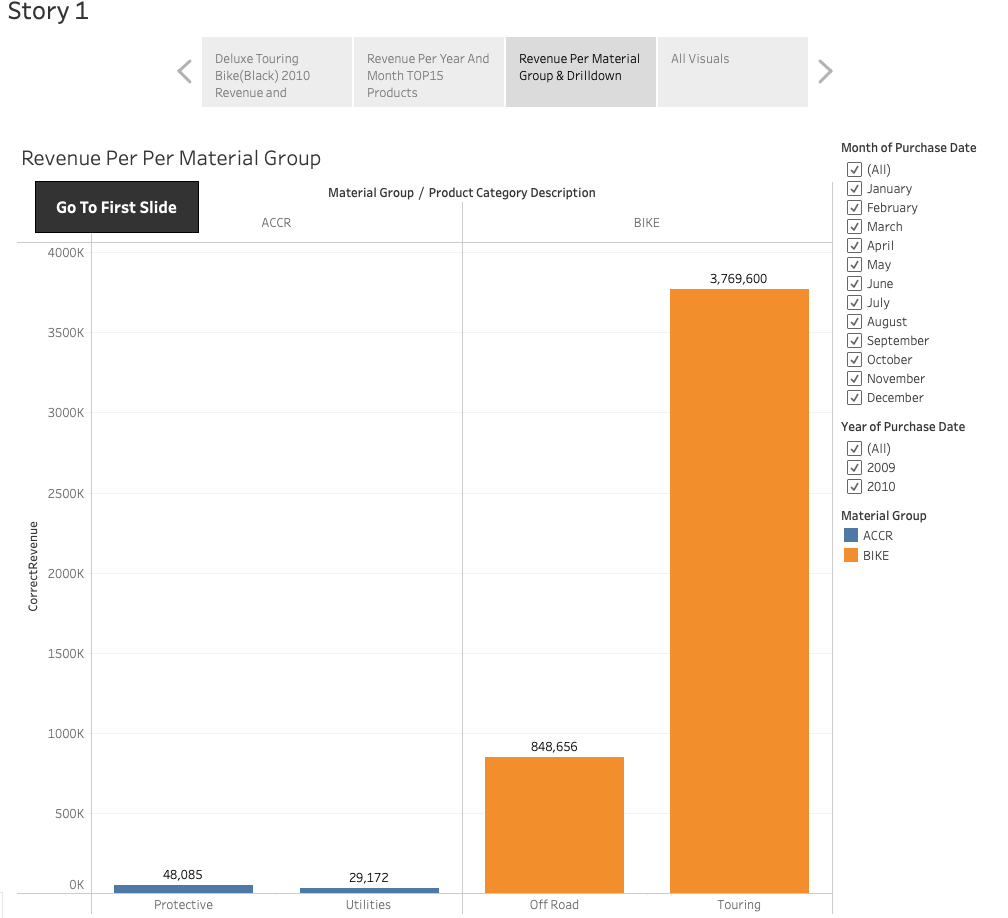 Story 1
Deluxe Touring
Bike(Black) 2010
Revenue and
Revenue Per Year And
Month TOP15
Products
Revenue Per Material
Group & Drilldown
All Visuals
Revenue Per Per Material Group
Go To First Slide
Material Group / Product Category Description
ACCR
BIKE
4000K
3500K
3000K
2500K
2000K
1500K
1000K
500K
0K
CorrectRevenue
48,085
29,172
848,656
3,769,600
Protective
Utilities
Off Road
Touring
Month of Purchase Date
(All)
January
February
March
April
May
June
July
August
September
October
November
December
Year of Purchase Date
(All)
2009
2010
Material Group
ACCR
BIKE